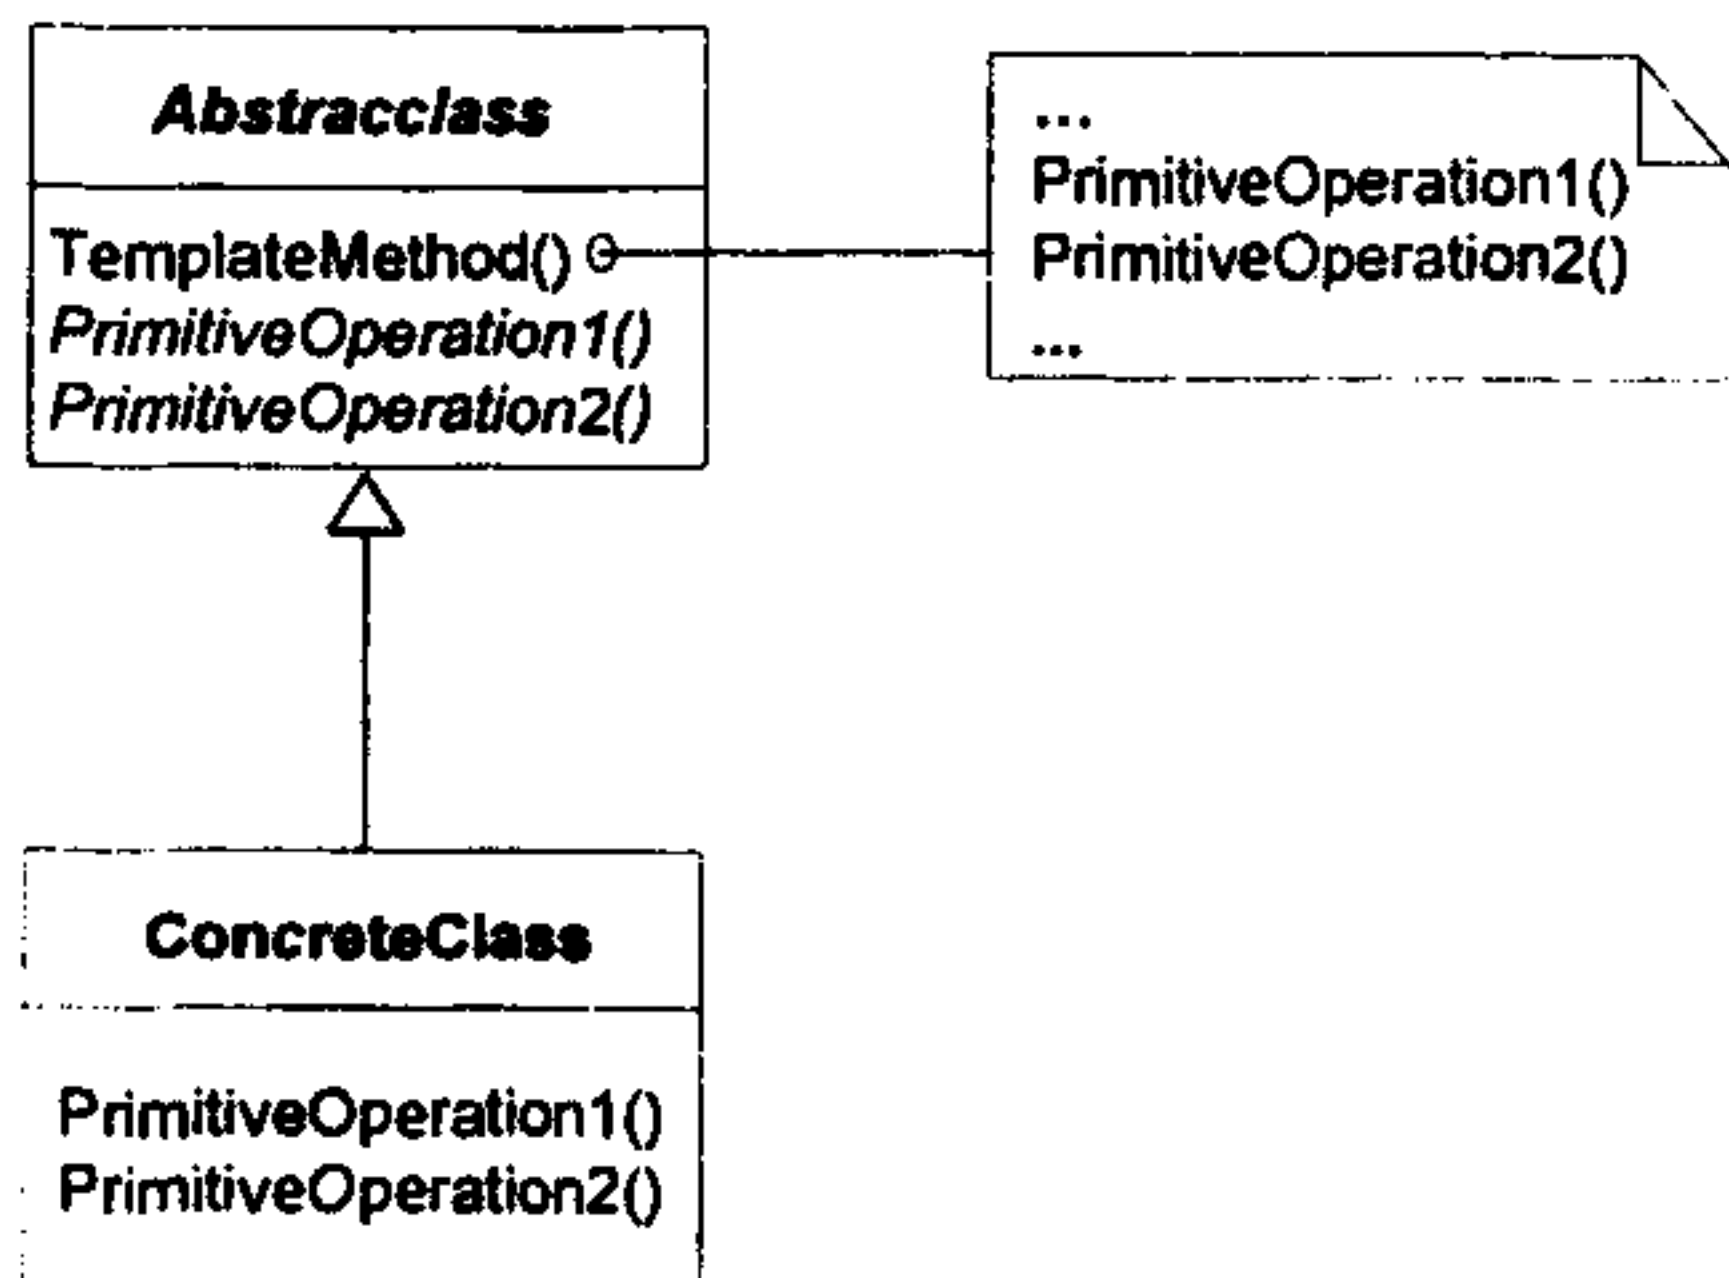 Abstracclass
TemplateMethod()
PrimitiveOperation1()
PrimitiveOperation2()
...
PrimitiveOperation1()
PrimitiveOperation2()
...
ConcreteClass
PrimitiveOperation1()
PrimitiveOperation2()